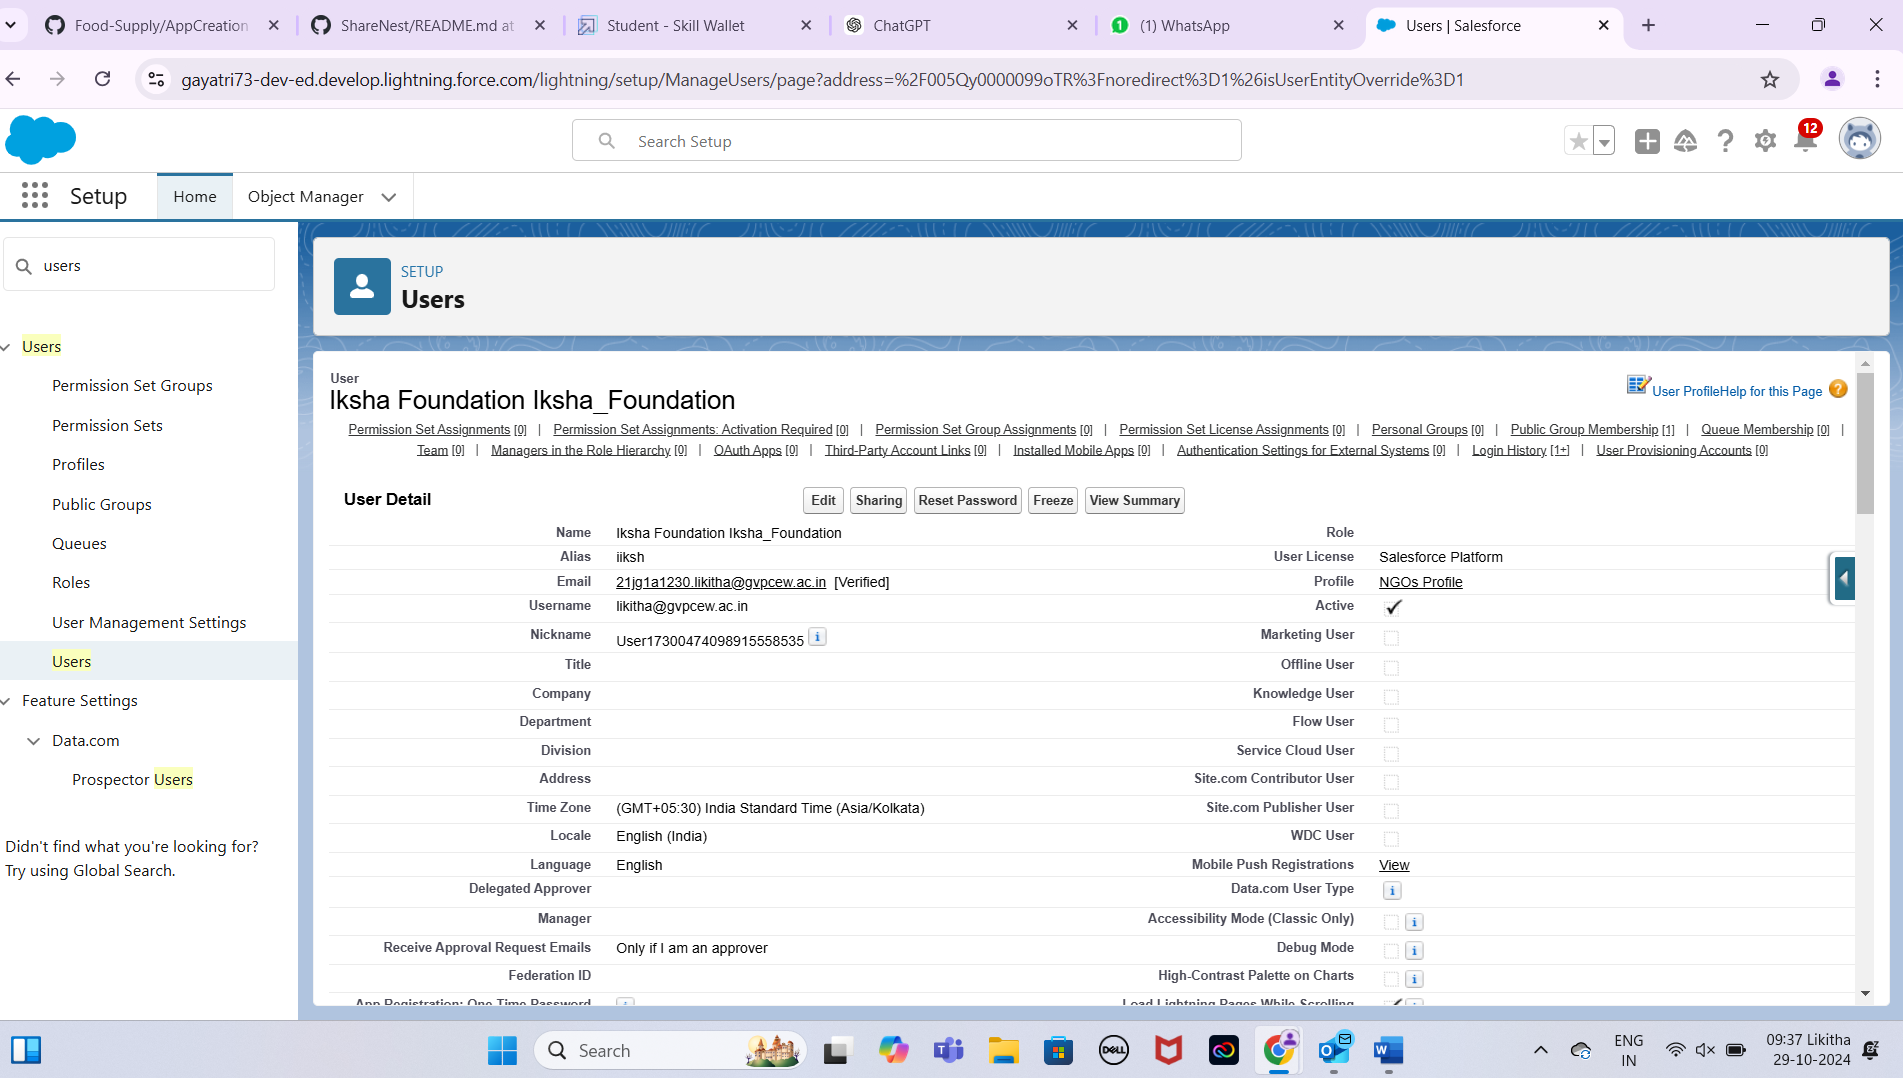 Food-Supply/AppCreation
ShareNest/README.md at
Student - Skill Wallet
ChatGPT
(1) WhatsApp
Users | Salesforce
gayatri73-dev-ed.develop.lightning.force.com/lightning/setup/ManageUsers/page?address=%2F005Qy0000099oTR%3Fnoredirect%3D1%26isUserEntityOverride%3D1
Search Setup
12
Setup
Home
Object Manager
users
Users
Permission Set Groups
Permission Sets
Profiles
Public Groups
Queues
Roles
User Management Settings
Users
Feature Settings
Data.com
Prospector Users
Didn't find what you're looking for?
Try using Global Search.
SETUP
Users
User
Iksha Foundation Iksha_Foundation
User Profile Help for this Page
Permission Set Assignments [0] | Permission Set Assignments: Activation Required [0] | Permission Set Group Assignments [0] | Permission Set License Assignments [0] | Personal Groups [0] | Public Group Membership [1] | Queue Membership [0] |
Team [0] | Managers in the Role Hierarchy [0] | OAuth Apps [0] | Third-Party Account Links [0] | Installed Mobile Apps [0] | Authentication Settings for External Systems [0] | Login History [1+] | User Provisioning Accounts [0]
User Detail
Edit Sharing Reset Password Freeze View Summary
Name Iksha Foundation Iksha_Foundation Role
Alias iiksh User License Salesforce Platform
Email 21jg1a1230.likitha@gvpcew.ac.in [Verified] Profile NGOs Profile
Username likitha@gvpcew.ac.in Active
Nickname User17300474098915558535 Marketing User
Title Offline User
Company Knowledge User
Department Flow User
Division Service Cloud User
Address Site.com Contributor User
Time Zone (GMT+05:30) India Standard Time (Asia/Kolkata) Site.com Publisher User
Locale English (India) WDC User
Language English Mobile Push Registrations View
Delegated Approver Data.com User Type
Manager Accessibility Mode (Classic Only)
Receive Approval Request Emails Only if I am an approver Debug Mode
Federation ID High-Contrast Palette on Charts
App Registration: One-Time Password Load Lightning Pages While Scrolling
Search
DELL
ENG
IN
09:37 Likitha
29-10-2024